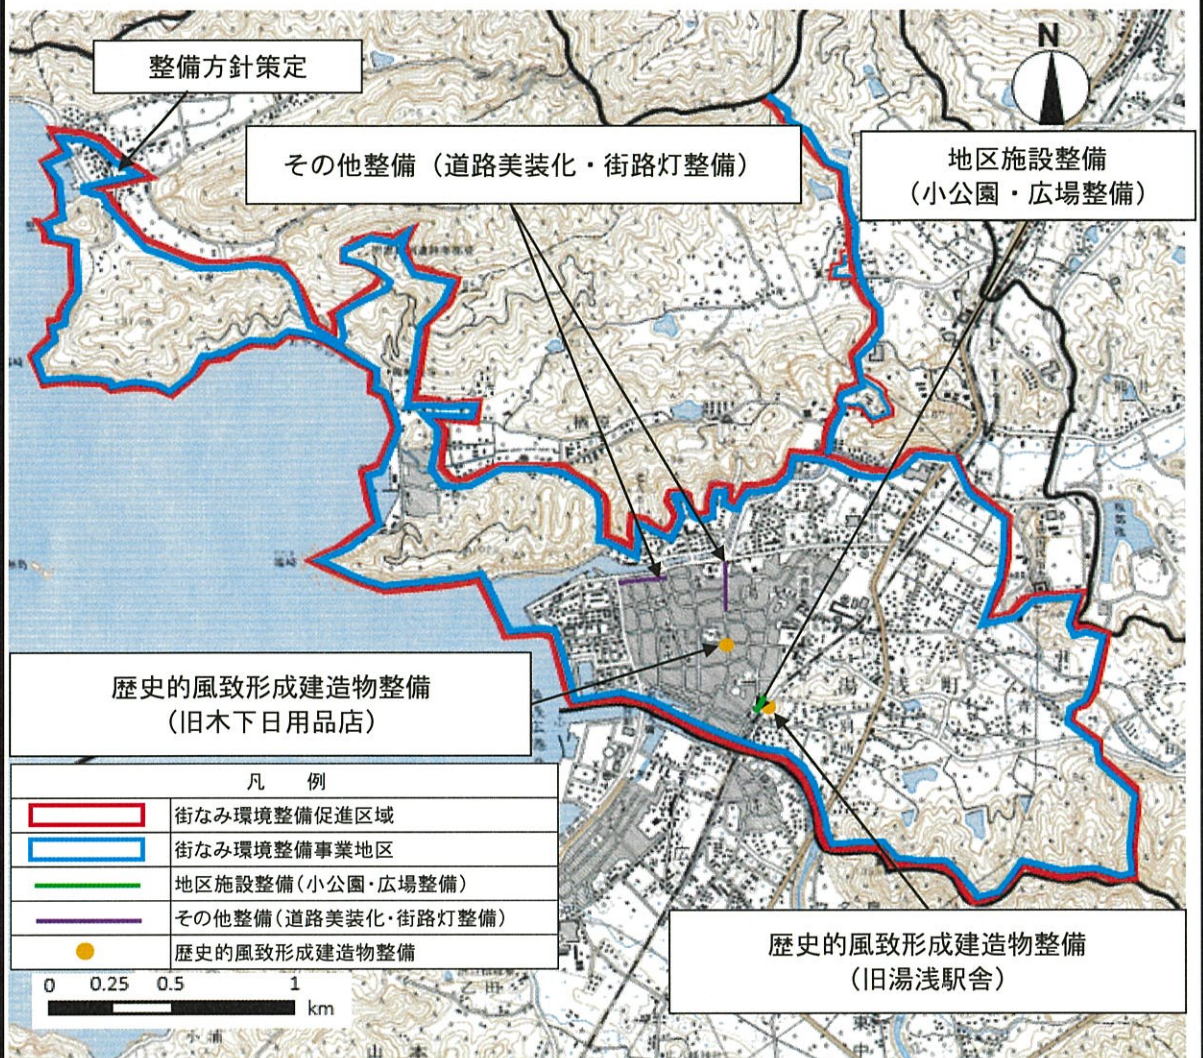 整備方針策定
N
その他整備（道路美装化・街路灯整備）
地区施設整備
（小公園・広場整備）
栖原
湯浅町
歴史的風致形成建造物整備
（旧木下日用品店）
凡　例
街なみ環境整備促進区域
街なみ環境整備事業地区
地区施設整備（小公園・広場整備）
その他整備（道路美装化・街路灯整備）
歴史的風致形成建造物整備
0 0.25 0.5 1
km
歴史的風致形成建造物整備
（旧湯浅駅舎）
山本